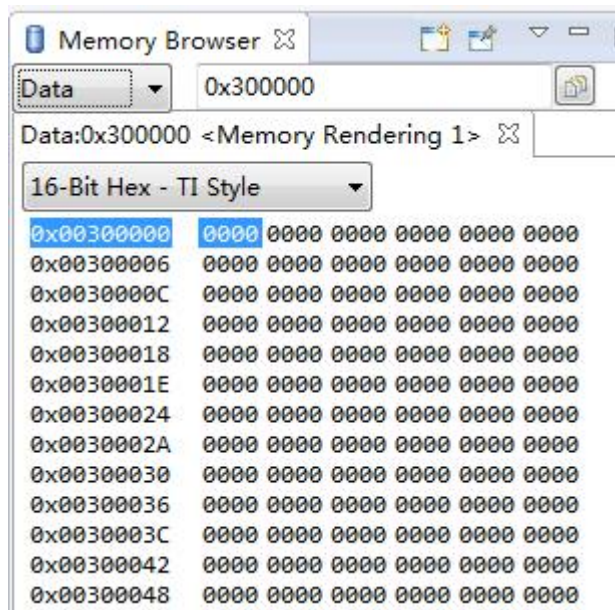 Memory Browser
Data 0x300000
Data:0x300000 <Memory Rendering 1>
16-Bit Hex - TI Style
0x00300000 0000 0000 0000 0000 0000 0000
0x00300006 0000 0000 0000 0000 0000 0000
0x0030000C 0000 0000 0000 0000 0000 0000
0x00300012 0000 0000 0000 0000 0000 0000
0x00300018 0000 0000 0000 0000 0000 0000
0x0030001E 0000 0000 0000 0000 0000 0000
0x00300024 0000 0000 0000 0000 0000 0000
0x0030002A 0000 0000 0000 0000 0000 0000
0x00300030 0000 0000 0000 0000 0000 0000
0x00300036 0000 0000 0000 0000 0000 0000
0x0030003C 0000 0000 0000 0000 0000 0000
0x00300042 0000 0000 0000 0000 0000 0000
0x00300048 0000 0000 0000 0000 0000 0000